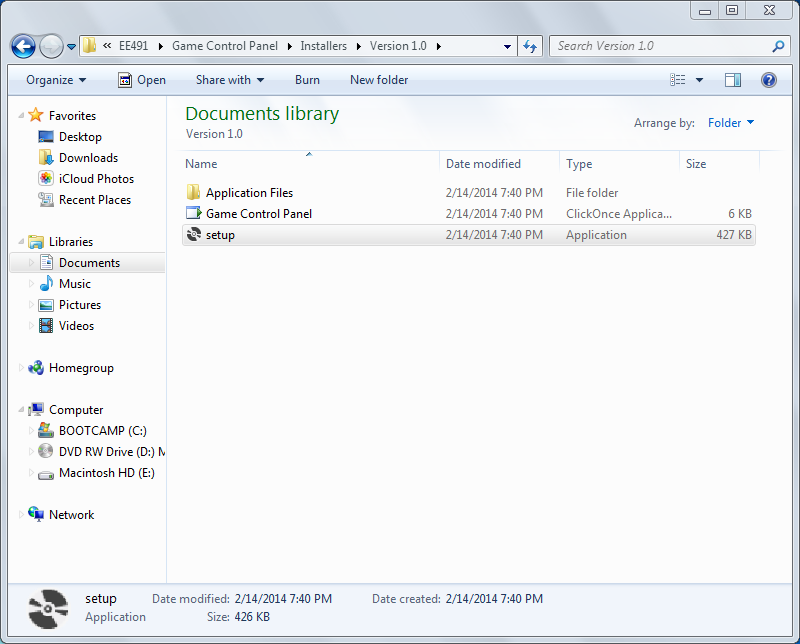 « EE491 Game Control Panel Installers Version 1.0
Search Version 1.0
Organize Open Share with Burn New folder
Favorites
Desktop
Downloads
iCloud Photos
Recent Places
Libraries
Documents
Music
Pictures
Videos
Homegroup
Computer
BOOTCAMP (C:)
DVD RW Drive (D:) M
Macintosh HD (E:)
Network
Documents library
Version 1.0
Arrange by: Folder
Name Date modified Type Size
Application Files 2/14/2014 7:40 PM File folder
Game Control Panel 2/14/2014 7:40 PM ClickOnce Applica... 6 KB
setup 2/14/2014 7:40 PM Application 427 KB
setup Date modified: 2/14/2014 7:40 PM Date created: 2/14/2014 7:40 PM
Application Size: 426 KB